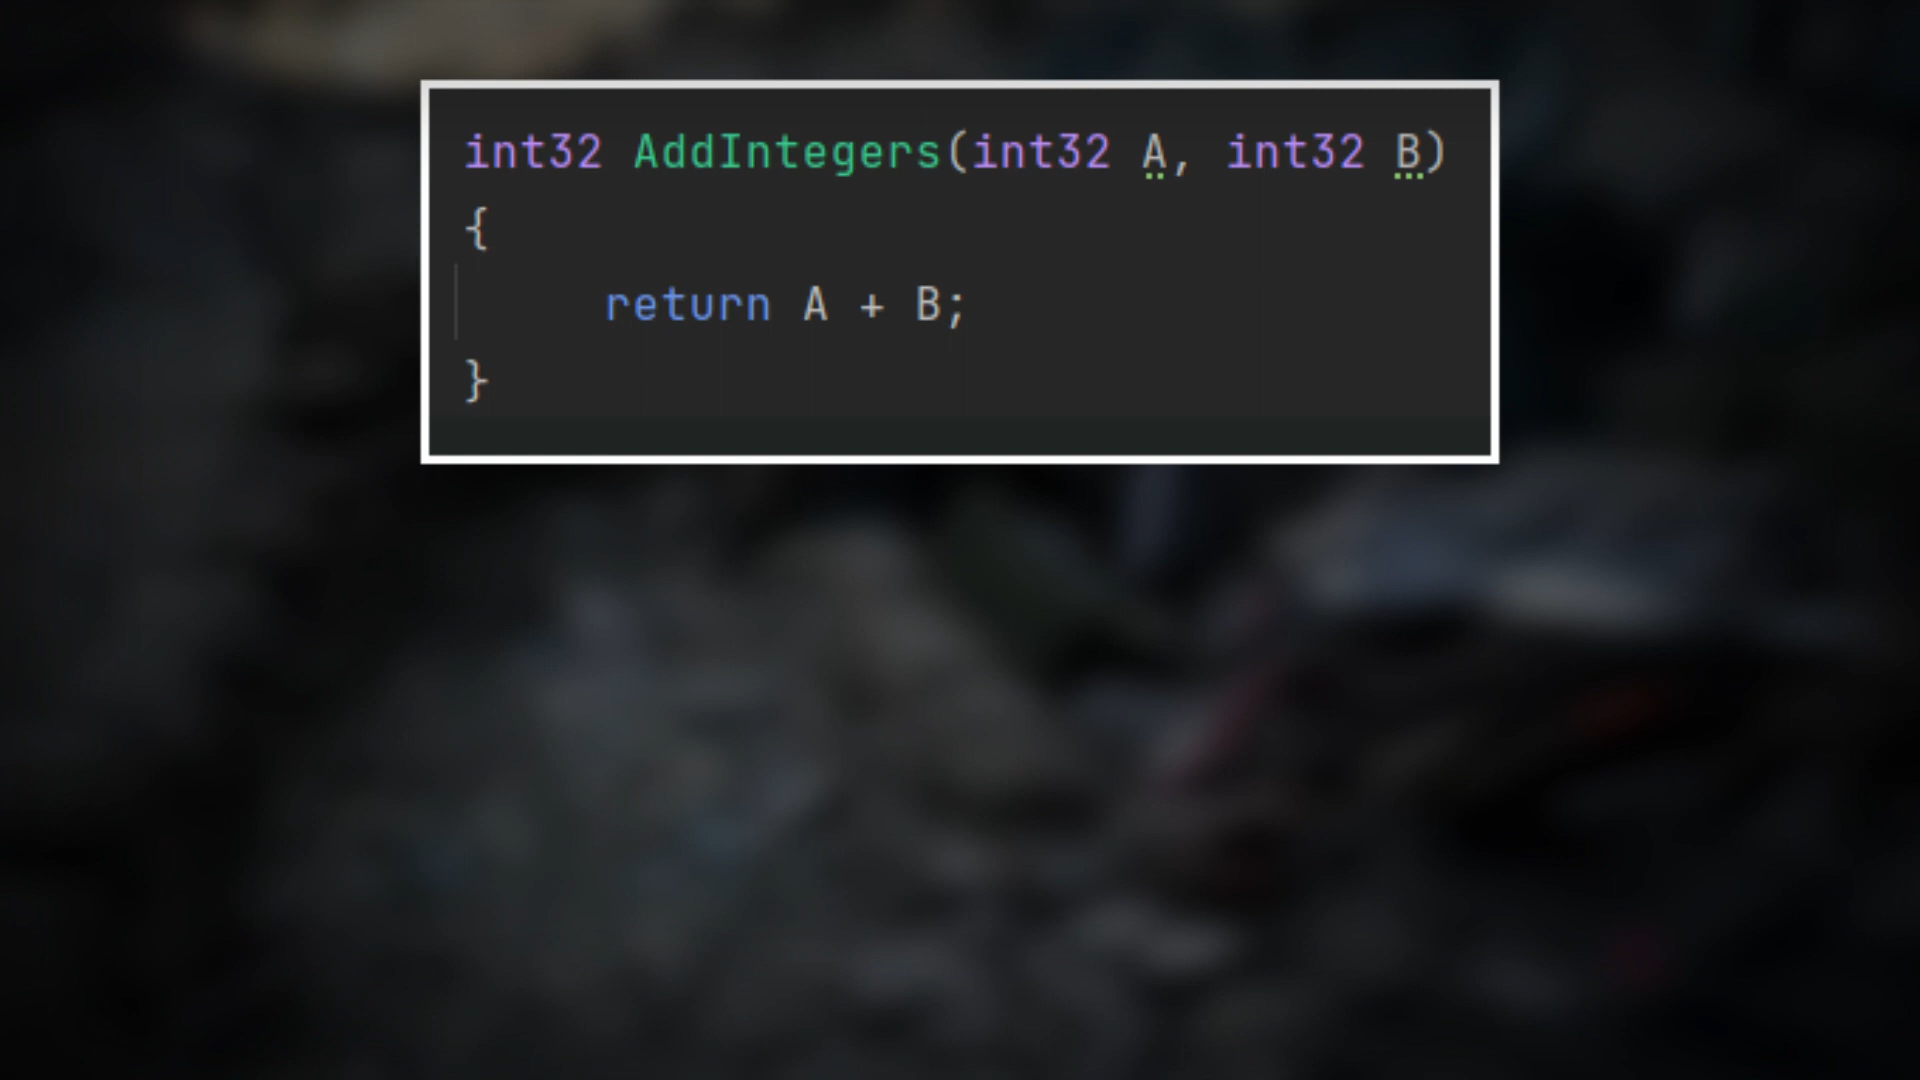 int32 AddIntegers(int32 A, int32 B)
{
return A + B;
}